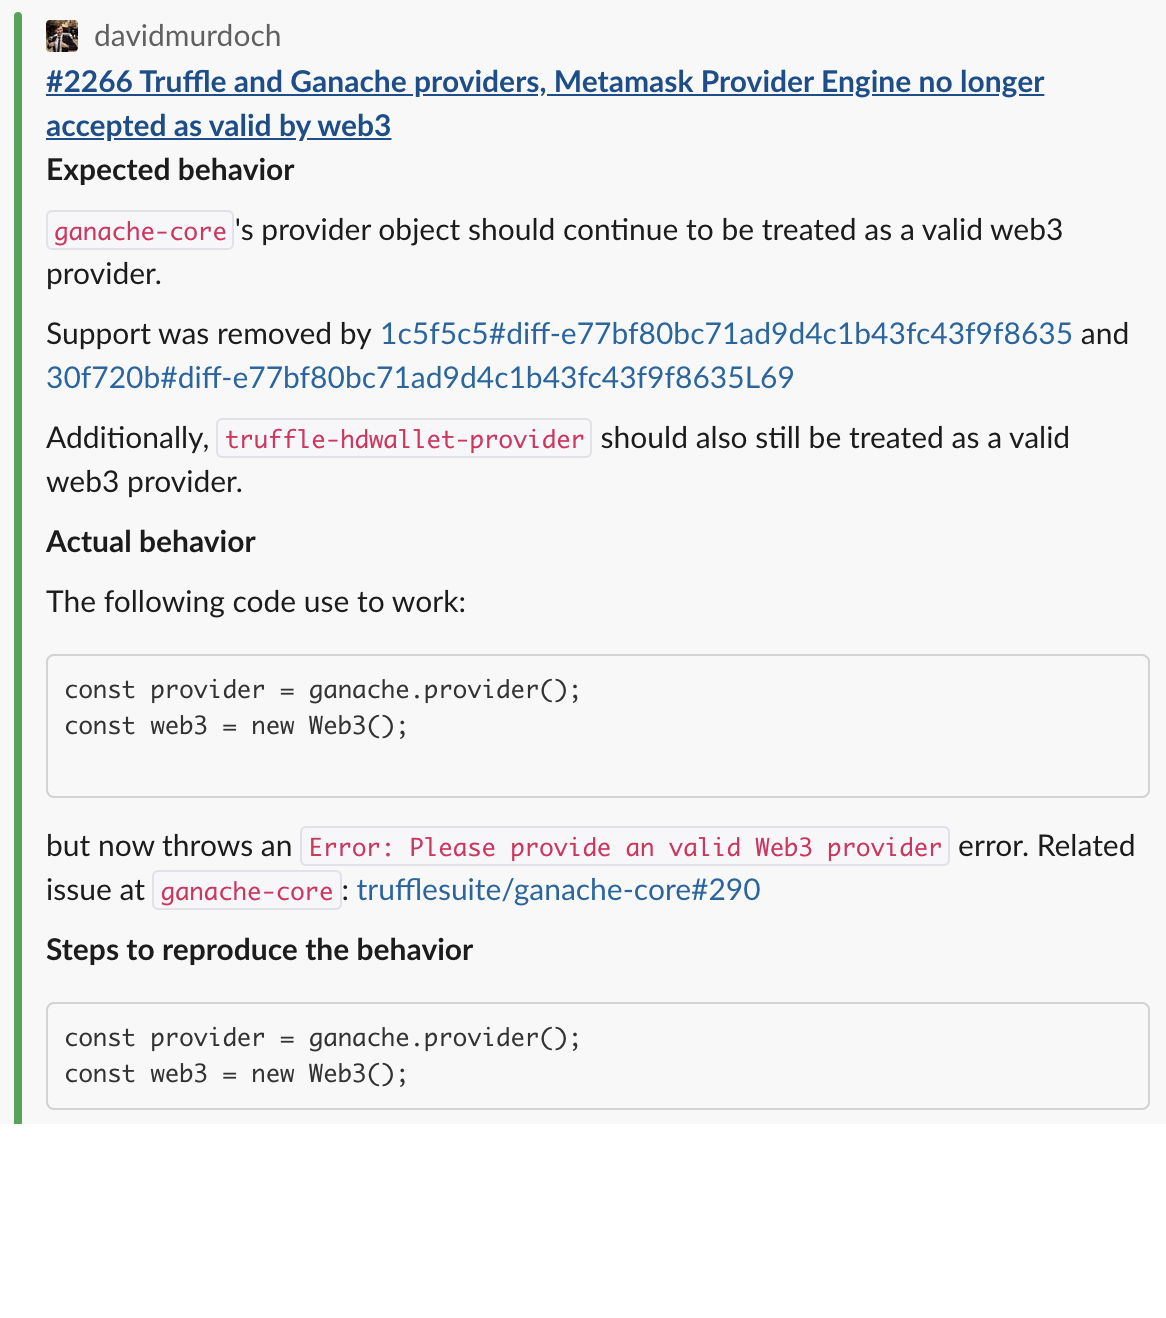 davidmurdoch
#2266 Truffle and Ganache providers, Metamask Provider Engine no longer
accepted as valid by web3
Expected behavior
ganache-core's provider object should continue to be treated as a valid web3
provider.
Support was removed by 1c5f5c5#diff-e77bf80bc71ad9d4c1b43fc43f9f8635 and
30f720b#diff-e77bf80bc71ad9d4c1b43fc43f9f8635L69
Additionally, truffle-hdwallet-provider should also still be treated as a valid
web3 provider.
Actual behavior
The following code use to work:
const provider = ganache.provider();
const web3 = new Web3();
but now throws an Error: Please provide an valid Web3 provider error. Related
issue at ganache-core: trufflesuite/ganache-core#290
Steps to reproduce the behavior
const provider = ganache.provider();
const web3 = new Web3();